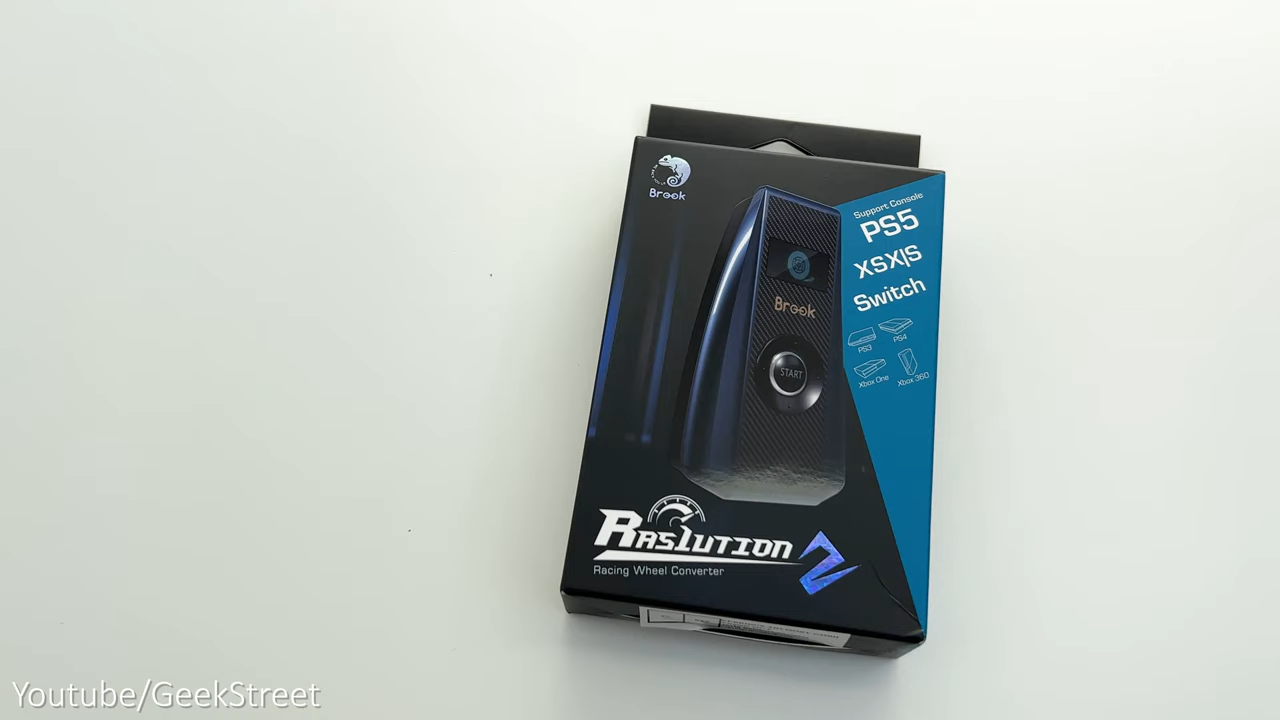 Brook
Support Console
PS5
XSX|S
Switch
PS3
PS4
Xbox One
Xbox 360
Brook
START
RASLUTION 2
Racing Wheel Converter
Youtube/GeekStreet